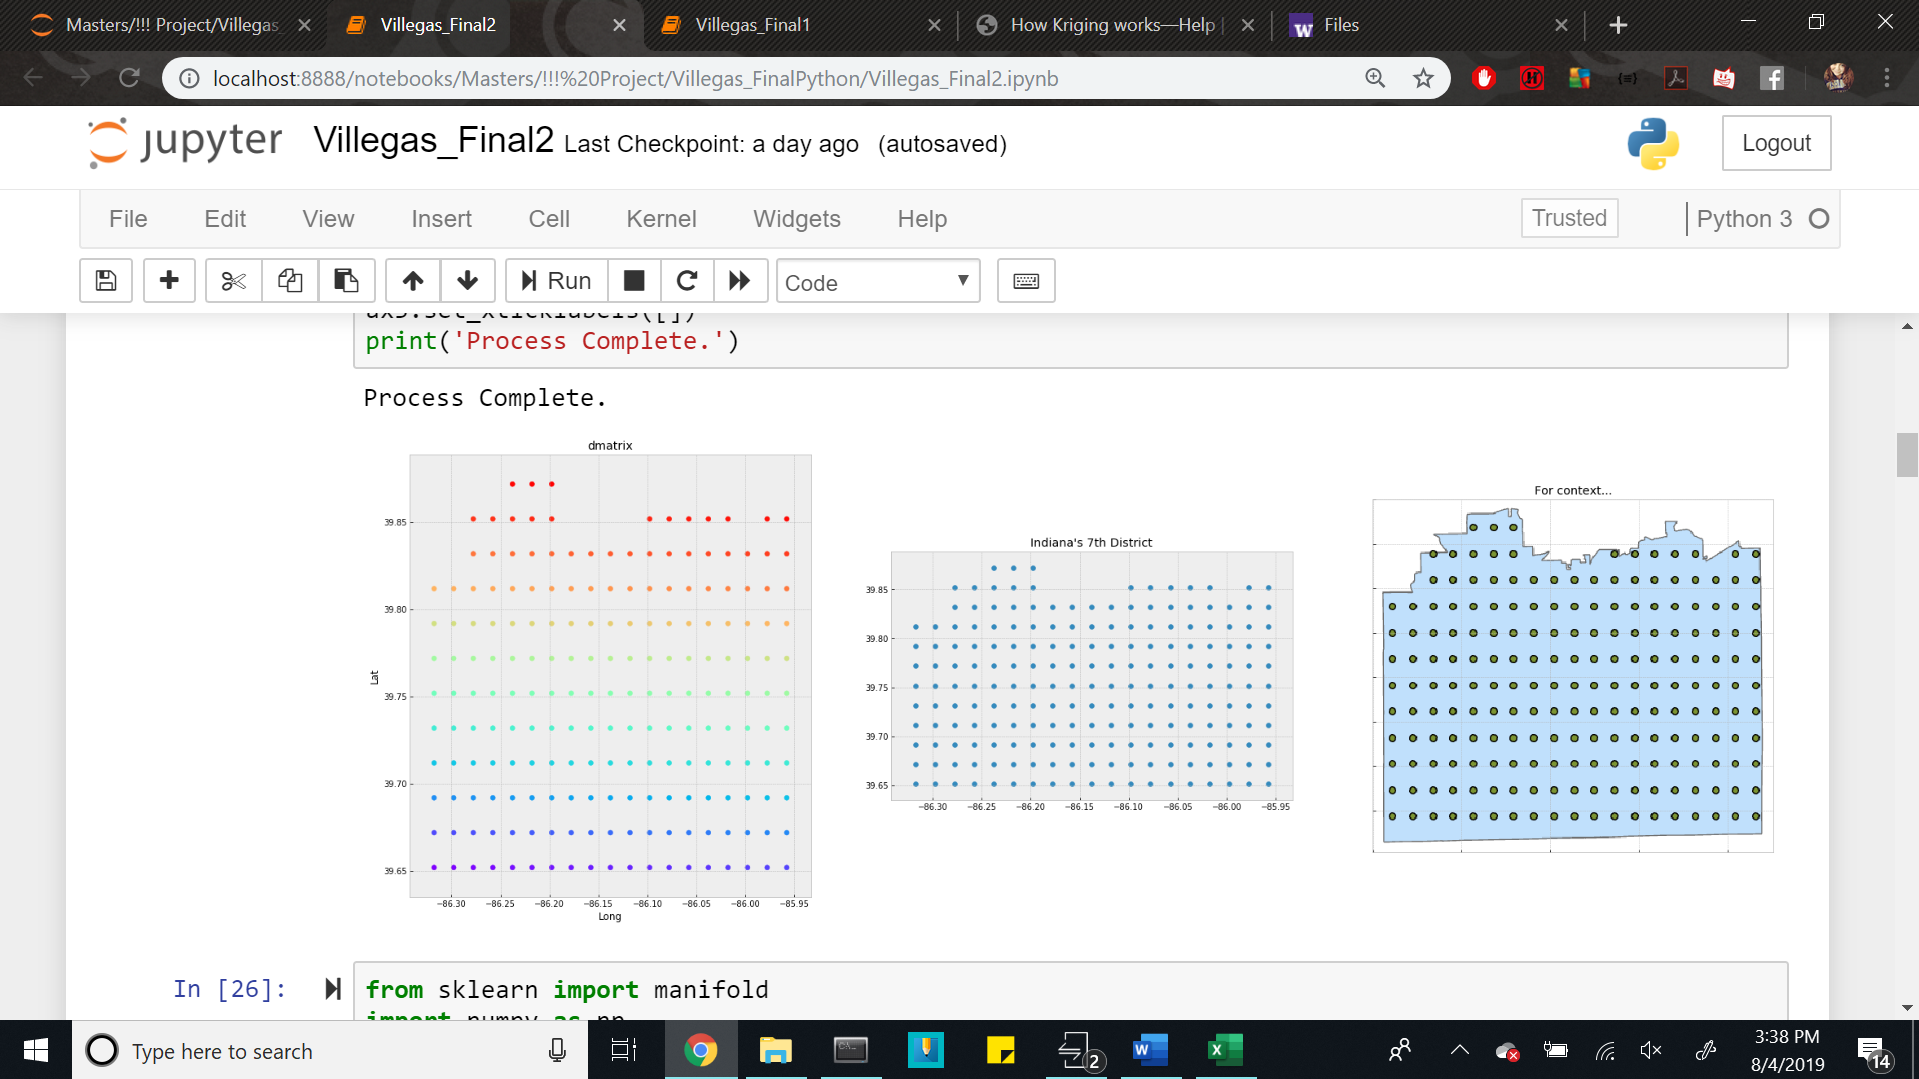 Masters/!!! Project/Villegas_
Villegas_Final2
Villegas_Final1
How Kriging works—Help |
Files
localhost:8888/notebooks/Masters/!!!%20Project/Villegas_FinalPython/Villegas_Final2.ipynb
jupyter Villegas_Final2 Last Checkpoint: a day ago (autosaved)
Logout
File Edit View Insert Cell Kernel Widgets Help
Trusted
Python 3
Run
Code
print('Process Complete.')
Process Complete.
dmatrix
39.85
39.80
39.75
39.70
39.65
Lat
−86.30 −86.25 −86.20 −86.15 −86.10 −86.05 −86.00 −85.95
Long
Indiana's 7th District
39.85
39.80
39.75
39.70
39.65
−86.30 −86.25 −86.20 −86.15 −86.10 −86.05 −86.00 −85.95
For context...
In [26]:
from sklearn import manifold
import numpy as np
Type here to search
2
3:38 PM
8/4/2019
14